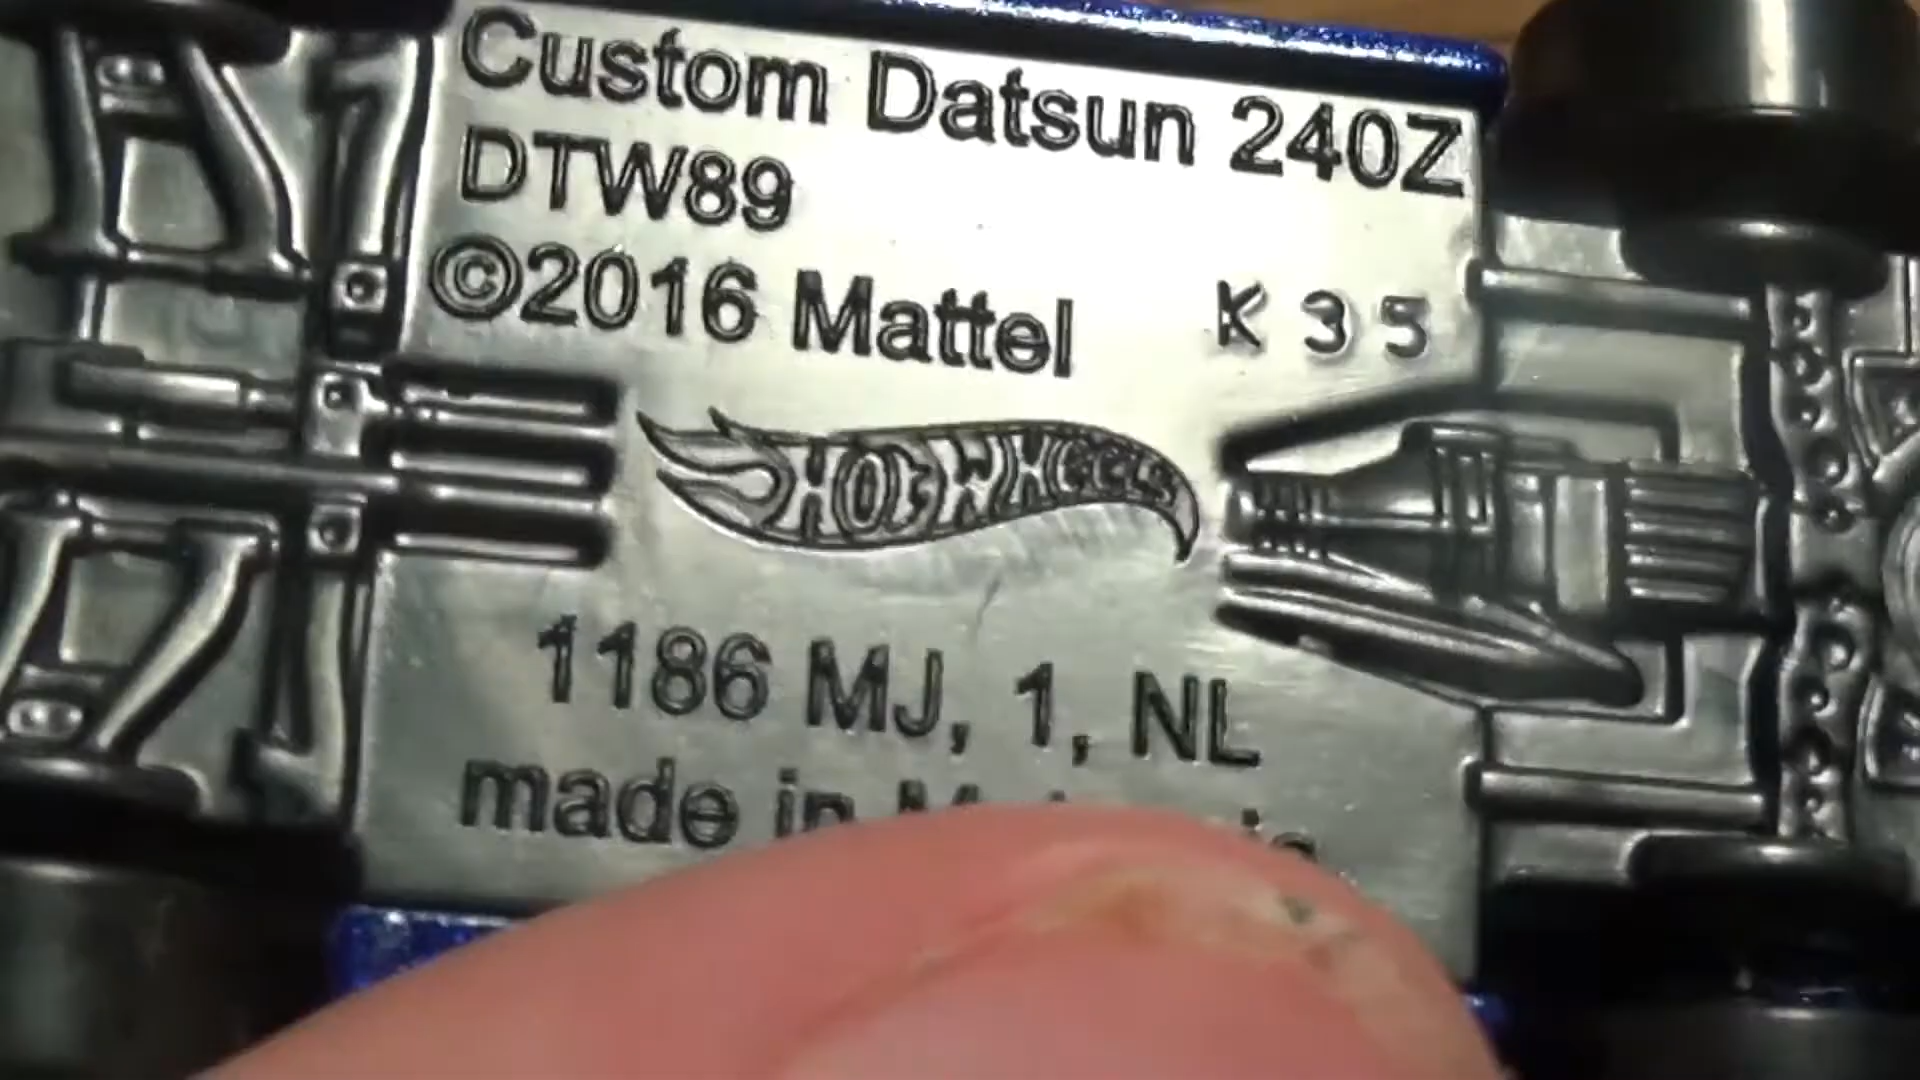 Custom Datsun 240Z
DTW89
©2016 Mattel K35
HOT WHEELS
1186 MJ, 1, NL
made in